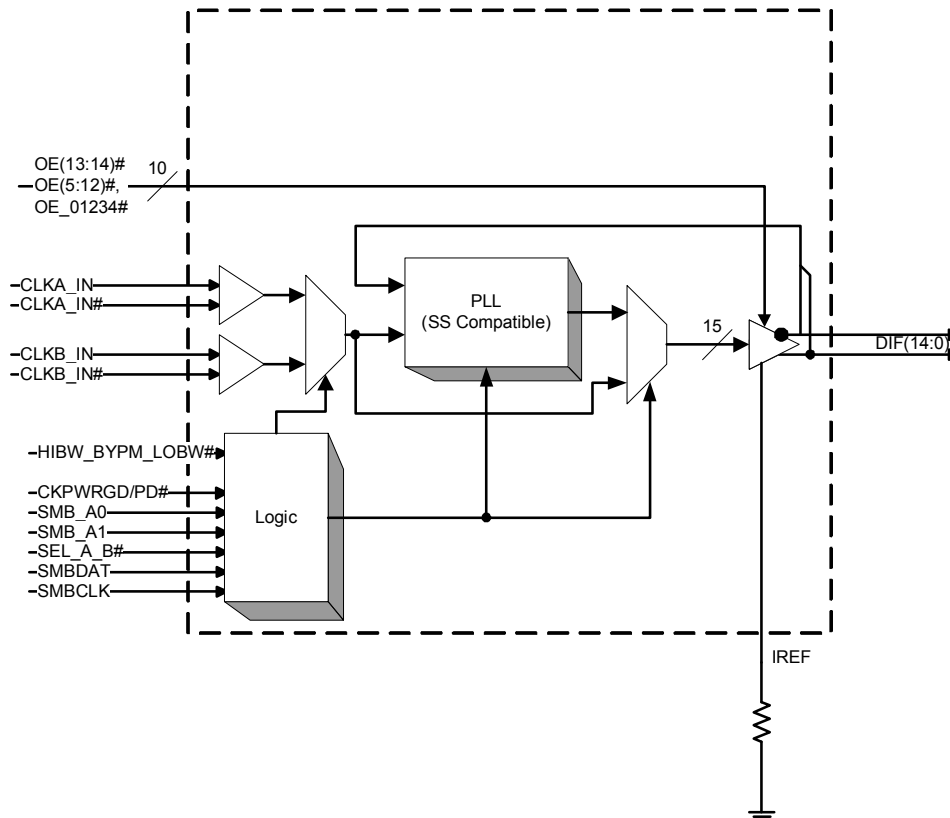 OE(13:14)#
OE(5:12)#,
OE_01234#
10
CLKA_IN
CLKA_IN#
CLKB_IN
CLKB_IN#
PLL
(SS Compatible)
15
DIF(14:0)
HIBW_BYPM_LOBW#
CKPWRGD/PD#
SMB_A0
SMB_A1
SEL_A_B#
SMBDAT
SMBCLK
Logic
IREF